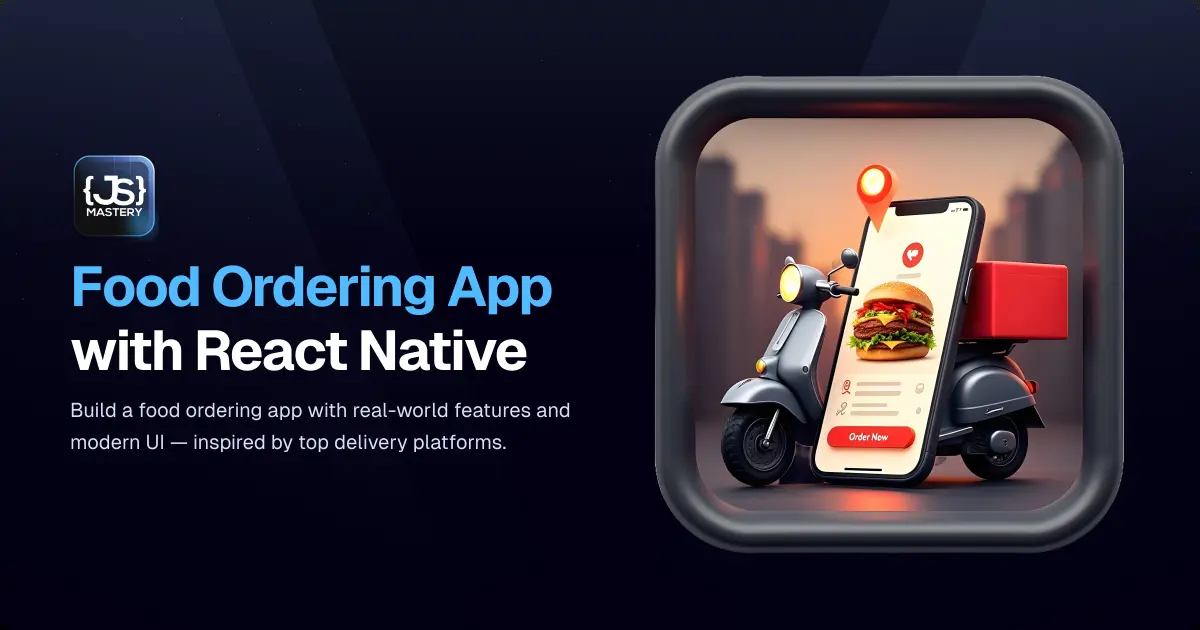 {JS}
MASTERY
Food Ordering App
with React Native
Build a food ordering app with real-world features and
modern UI — inspired by top delivery platforms.
Order Now